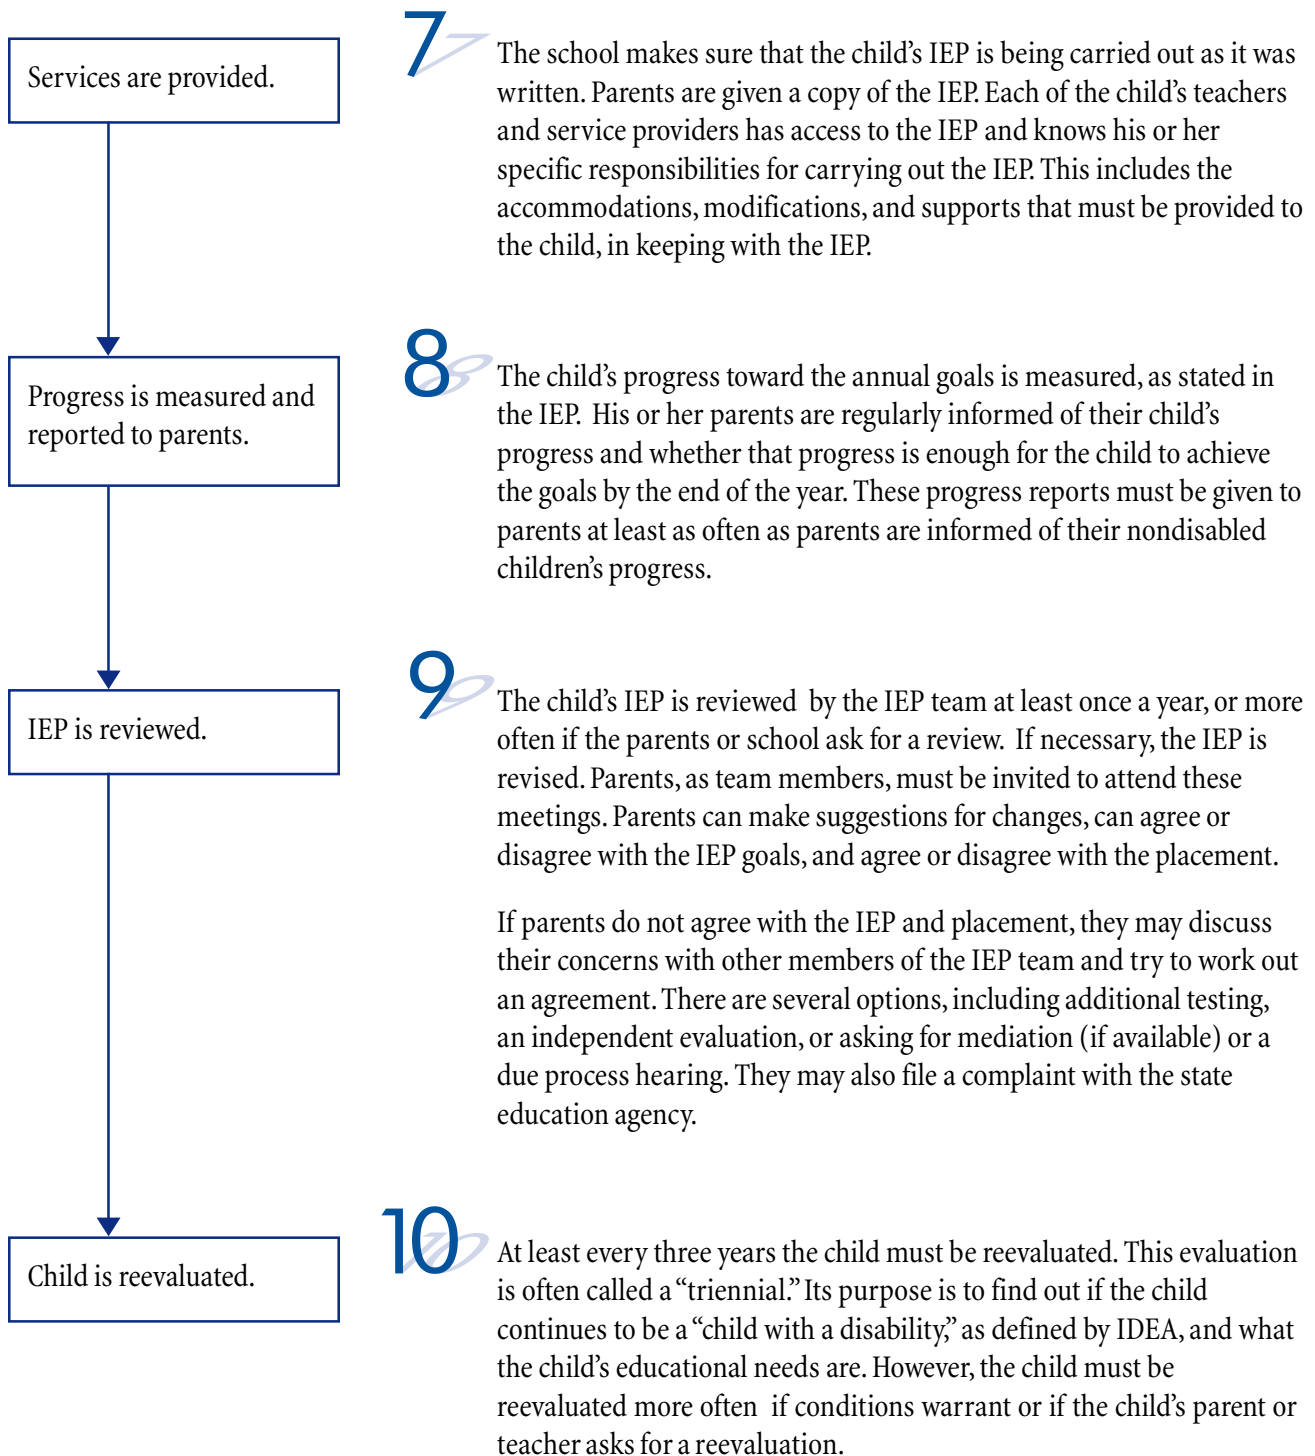 Services are provided.
7
The school makes sure that the child’s IEP is being carried out as it was
written. Parents are given a copy of the IEP. Each of the child’s teachers
and service providers has access to the IEP and knows his or her
specific responsibilities for carrying out the IEP. This includes the
accommodations, modifications, and supports that must be provided to
the child, in keeping with the IEP.
Progress is measured and
reported to parents.
8
The child’s progress toward the annual goals is measured, as stated in
the IEP. His or her parents are regularly informed of their child’s
progress and whether that progress is enough for the child to achieve
the goals by the end of the year. These progress reports must be given to
parents at least as often as parents are informed of their nondisabled
children’s progress.
IEP is reviewed.
9
The child’s IEP is reviewed by the IEP team at least once a year, or more
often if the parents or school ask for a review. If necessary, the IEP is
revised. Parents, as team members, must be invited to attend these
meetings. Parents can make suggestions for changes, can agree or
disagree with the IEP goals, and agree or disagree with the placement.
If parents do not agree with the IEP and placement, they may discuss
their concerns with other members of the IEP team and try to work out
an agreement. There are several options, including additional testing,
an independent evaluation, or asking for mediation (if available) or a
due process hearing. They may also file a complaint with the state
education agency.
Child is reevaluated.
10
At least every three years the child must be reevaluated. This evaluation
is often called a “triennial.” Its purpose is to find out if the child
continues to be a “child with a disability,” as defined by IDEA, and what
the child’s educational needs are. However, the child must be
reevaluated more often if conditions warrant or if the child’s parent or
teacher asks for a reevaluation.